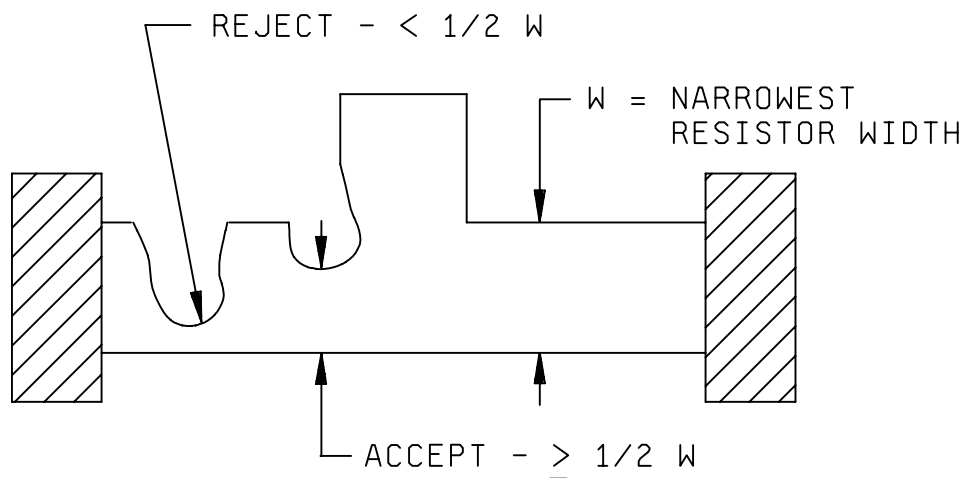 REJECT - < 1/2 W
W = NARROWEST
RESISTOR WIDTH
ACCEPT - ≥ 1/2 W